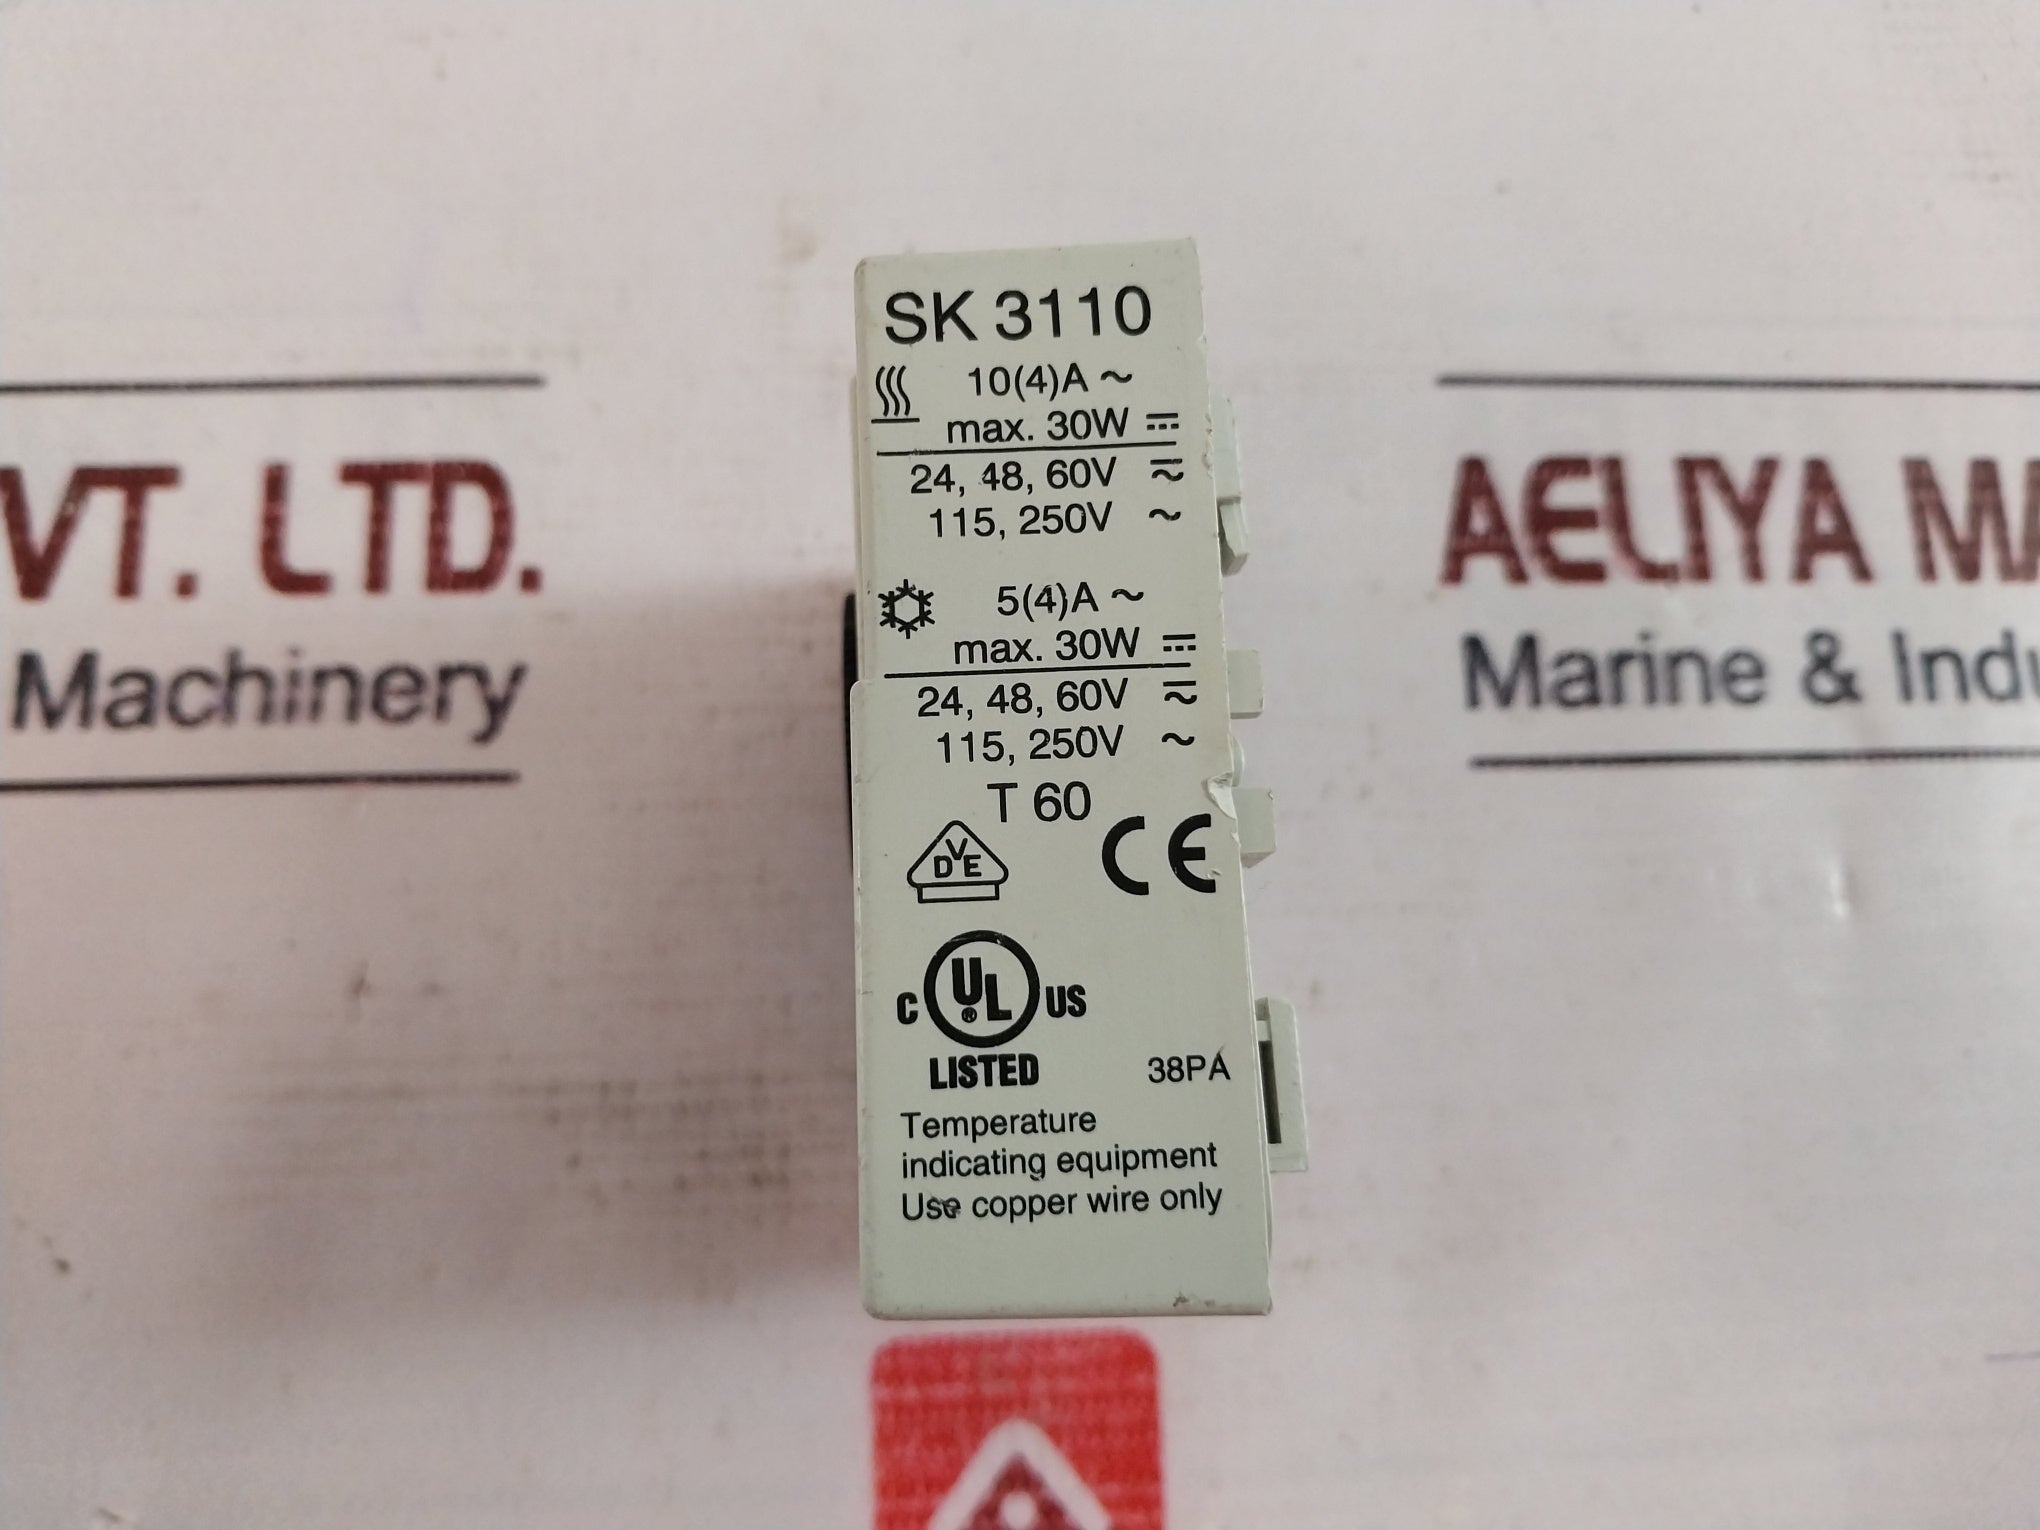 SK 3110
10(4)A ~
max. 30W ⎓
24, 48, 60V ⏦
115, 250V ~
5(4)A ~
max. 30W ⎓
24, 48, 60V ⏦
115, 250V ~
T 60
DVE
CE
C UL® US
LISTED
38PA
Temperature
indicating equipment
Use copper wire only
VT. LTD.
Machinery
AELIYA MA
Marine & Indu